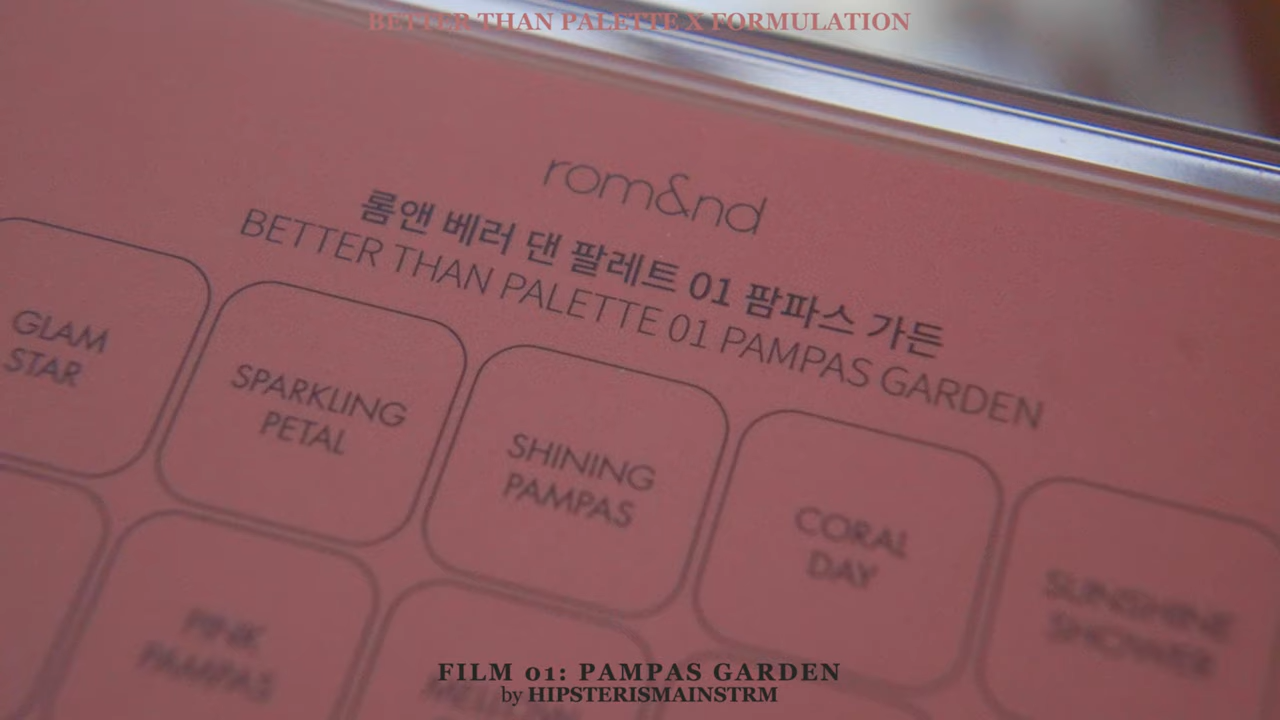 BETTER THAN PALETTE X FORMULATION
rom&nd
롬앤 베러 댄 팔레트 01 팜파스 가든
BETTER THAN PALETTE 01 PAMPAS GARDEN
GLAM
STAR
SPARKLING
PETAL
SHINING
PAMPAS
CORAL
DAY
SUNSHINE
SHOWER
PINK
PAMPAS
FILM 01: PAMPAS GARDEN
by HIPSTERISMAINSTRM